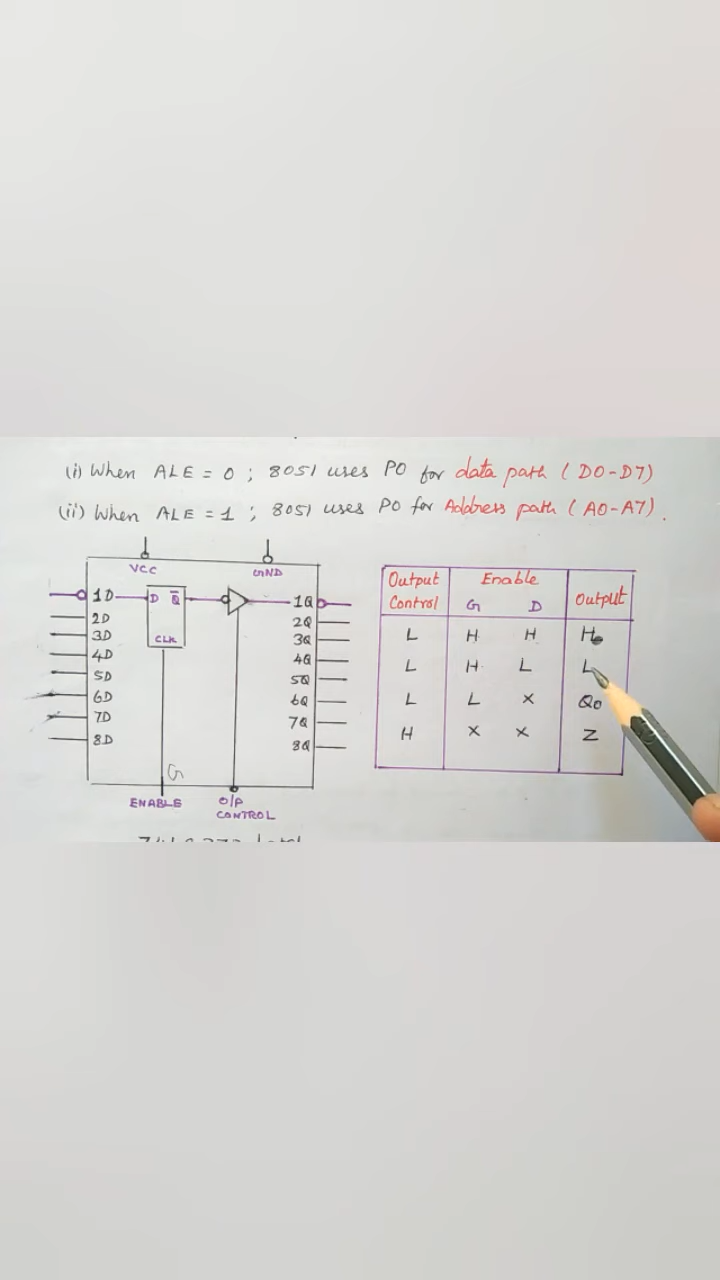 (i) When ALE = 0 ; 8051 uses P0 for data path ( D0-D7)
(ii) When ALE = 1 ; 8051 uses P0 for Address path ( A0-A7) .
VCC GND
1D D Q̅ 1Q
2D 2Q
3D CLK 3Q
4D 4Q
5D 5Q
6D 6Q
7D 7Q
8D 8Q
G
ENABLE O/P
CONTROL
Output Control Enable Output
G D
L H H H
L H L L
L L X Q0
H X X Z